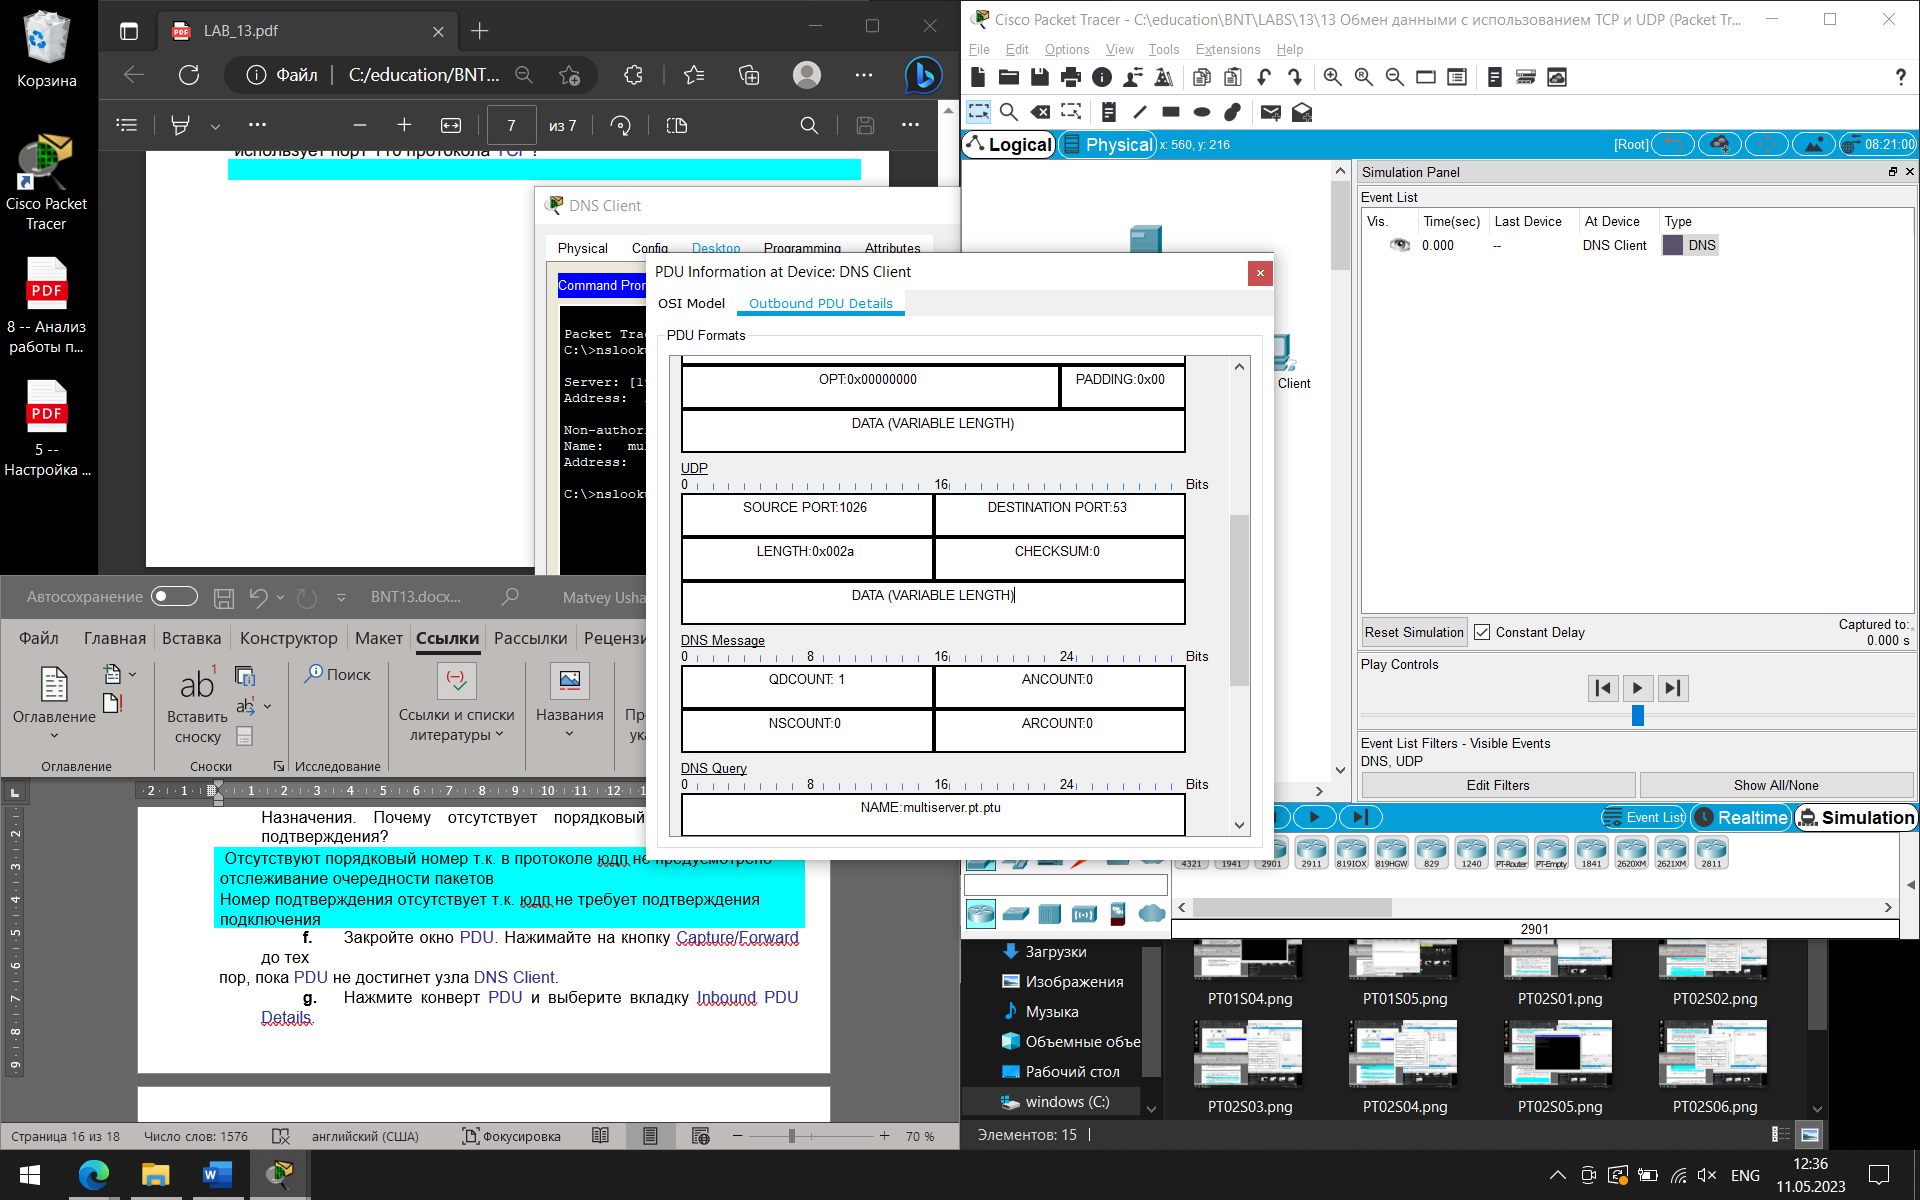 Корзина
Cisco Packet
Tracer
8 -- Анализ
работы п...
5 --
Настройка ...
LAB_13.pdf
Файл
C:/education/BNT...
7
из 7
использует порт 110 протокола TCP?
DNS Client
Physical
Config
Desktop
Programming
Attributes
Command Pro
Packet Tra
C:\>nslook
Server: [1
Address:
Non-author
Name: mu
Address:
C:\>nslook
Cisco Packet Tracer - C:\education\BNT\LABS\13\13 Обмен данными с использованием TCP и UDP (Packet Tr...
File
Edit
Options
View
Tools
Extensions
Help
Logical
Physical
x: 560, y: 216
[Root]
08:21:00
Client
PDU Information at Device: DNS Client
OSI Model
Outbound PDU Details
PDU Formats
OPT:0x00000000
PADDING:0x00
DATA (VARIABLE LENGTH)
UDP
0
16
Bits
SOURCE PORT:1026
DESTINATION PORT:53
LENGTH:0x002a
CHECKSUM:0
DATA (VARIABLE LENGTH)
DNS Message
0
8
16
24
Bits
QDCOUNT: 1
ANCOUNT:0
NSCOUNT:0
ARCOUNT:0
DNS Query
0
8
16
24
Bits
NAME:multiserver.pt.ptu
Simulation Panel
Event List
Vis.
Time(sec)
Last Device
At Device
Type
0.000
--
DNS Client
DNS
Reset Simulation
Constant Delay
Captured to:
0.000 s
Play Controls
Event List Filters - Visible Events
DNS, UDP
Edit Filters
Show All/None
Event List
Realtime
Simulation
4321
1941
2901
2911
819IOX
819HGW
829
1240
PT-Router
PT-Empty
1841
2620XM
2621XM
2811
2901
Автосохранение
BNT13.docx...
Matvey Usha
Файл
Главная
Вставка
Конструктор
Макет
Ссылки
Рассылки
Рецензи
Оглавление
Оглавление
ab
Вставить
сноску
Сноски
Поиск
Исследование
Ссылки и списки
литературы
Названия
Пр
ука
Назначения. Почему отсутствует порядковый
подтверждения?
Отсутствуют порядковый номер т.к. в протоколе юдп не предусмотрено
отслеживание очередности пакетов
Номер подтверждения отсутствует т.к. юдп не требует подтверждения
подключения
f. Закройте окно PDU. Нажимайте на кнопку Capture/Forward
до тех
пор, пока PDU не достигнет узла DNS Client.
g. Нажмите конверт PDU и выберите вкладку Inbound PDU
Details.
Страница 16 из 18
Число слов: 1576
английский (США)
Фокусировка
70 %
Загрузки
Изображения
Музыка
Объемные объе
Рабочий стол
windows (C:)
PT01S04.png
PT01S05.png
PT02S01.png
PT02S02.png
PT02S03.png
PT02S04.png
PT02S05.png
PT02S06.png
Элементов: 15
ENG
12:36
11.05.2023